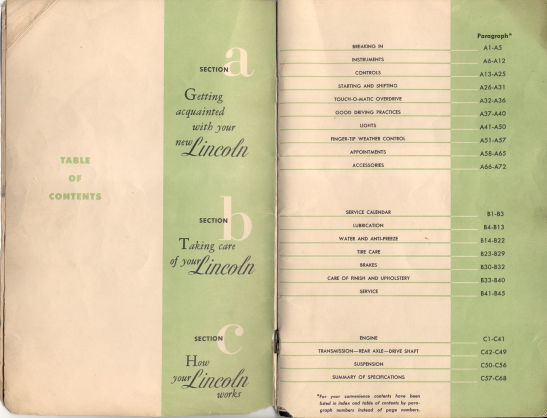 TABLE
OF
CONTENTS
SECTION a
Getting
acquainted
with your
new Lincoln
SECTION b
Taking care
of your Lincoln
SECTION c
How
your Lincoln
works
Paragraph*
BREAKING IN A1-A5
INSTRUMENTS A6-A12
CONTROLS A13-A25
STARTING AND SHIFTING A26-A31
TOUCH-O-MATIC OVERDRIVE A32-A36
GOOD DRIVING PRACTICES A37-A40
LIGHTS A41-A50
FINGER-TIP WEATHER CONTROL A51-A57
APPOINTMENTS A58-A65
ACCESSORIES A66-A72
SERVICE CALENDAR B1-B3
LUBRICATION B4-B13
WATER AND ANTI-FREEZE B14-B22
TIRE CARE B23-B29
BRAKES B30-B32
CARE OF FINISH AND UPHOLSTERY B33-B40
SERVICE B41-B45
ENGINE C1-C41
TRANSMISSION—REAR AXLE—DRIVE SHAFT C42-C49
SUSPENSION C50-C56
SUMMARY OF SPECIFICATIONS C57-C68
*For your convenience contents have been
listed in index and table of contents by para-
graph numbers instead of page numbers.